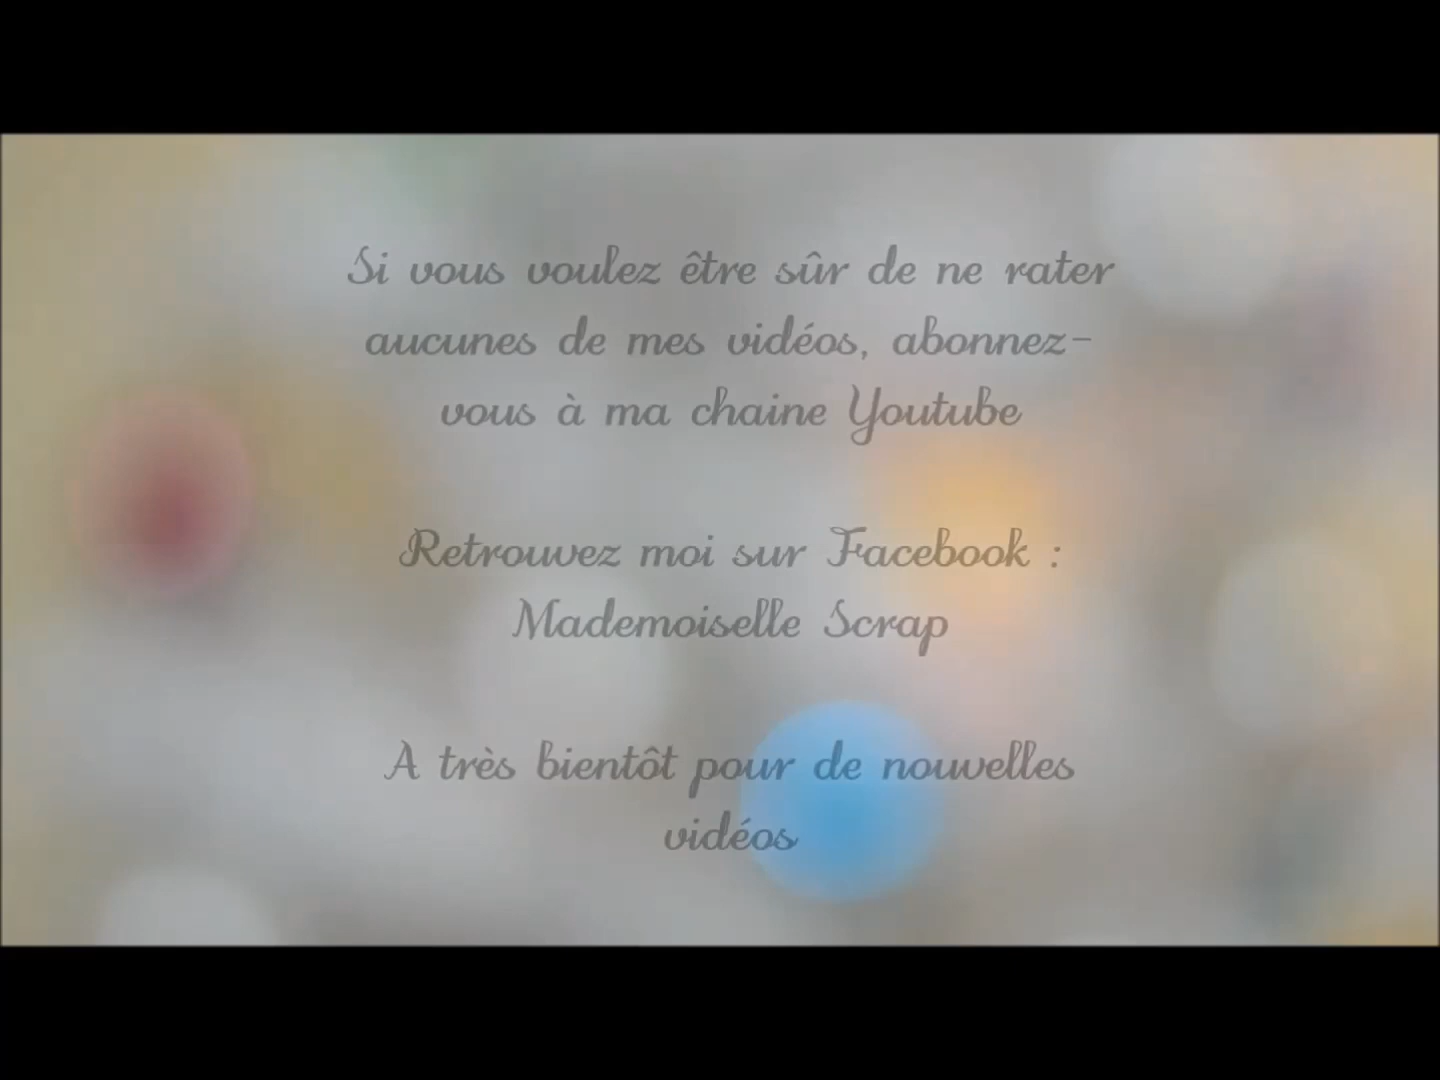 Si vous voulez être sûr de ne rater
aucunes de mes vidéos, abonnez-
vous à ma chaine Youtube
Retrouvez moi sur Facebook :
Mademoiselle Scrap
A très bientôt pour de nouvelles
vidéos